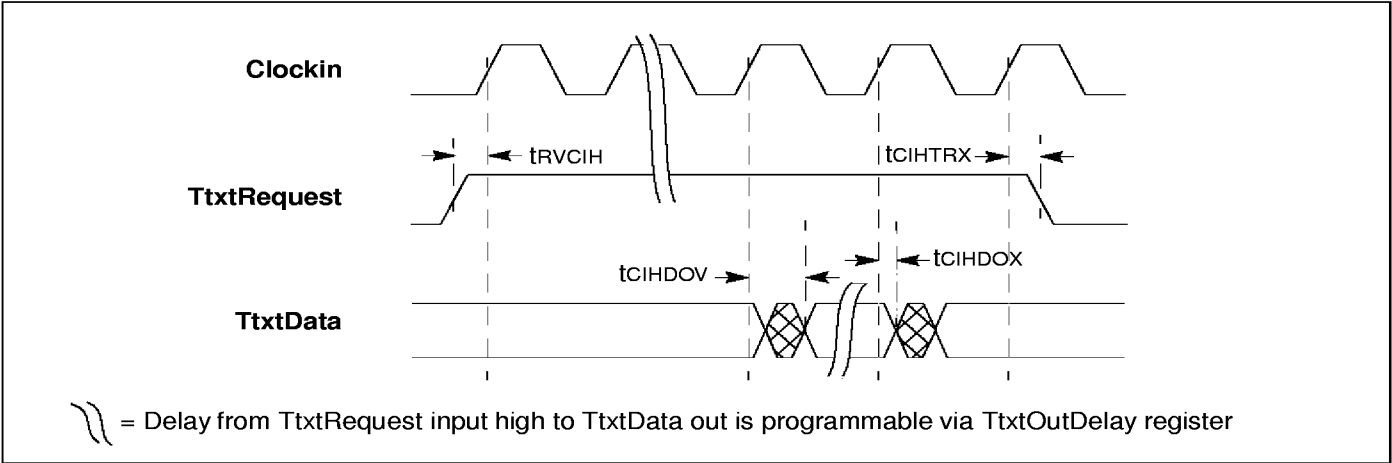 Clockin
tRVCIH
tCIHTRX
TtxtRequest
tCIHDOV
tCIHDOX
TtxtData
= Delay from TtxtRequest input high to TtxtData out is programmable via TtxtOutDelay register